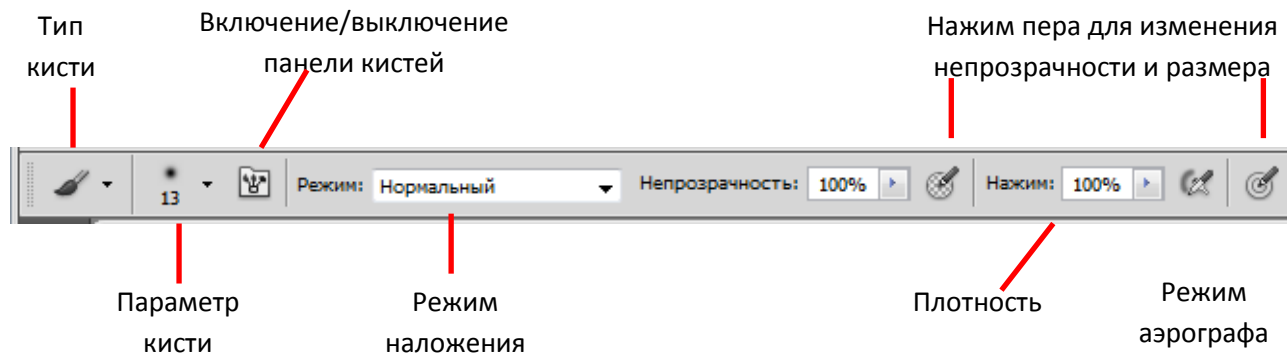 Тип
кисти
Включение/выключение
панели кистей
Нажим пера для изменения
непрозрачности и размера
13
Режим: Нормальный Непрозрачность: 100% Нажим: 100%
Параметр
кисти
Режим
наложения
Плотность
Режим
аэрографа